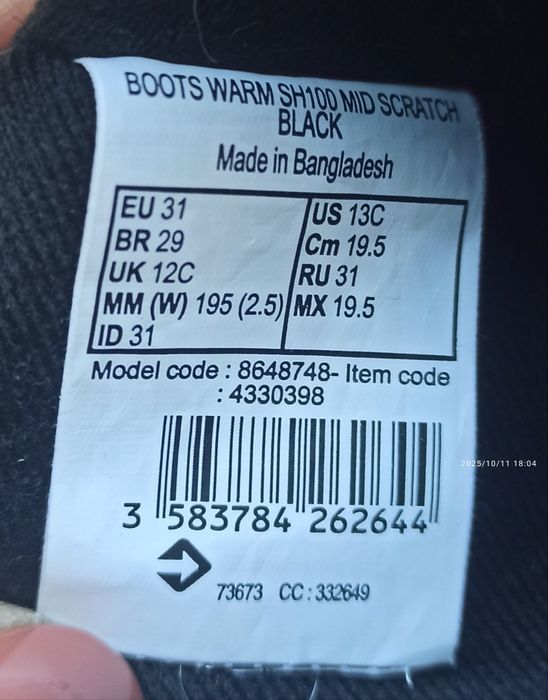 BOOTS WARM SH100 MID SCRATCH
BLACK
Made in Bangladesh
EU 31
BR 29
UK 12C
MM (W) 195 (2.5)
ID 31
US 13C
Cm 19.5
RU 31
MX 19.5
Model code : 8648748- Item code
: 4330398
3 583784 262644
73673 CC : 332649
2025/10/11 18:04